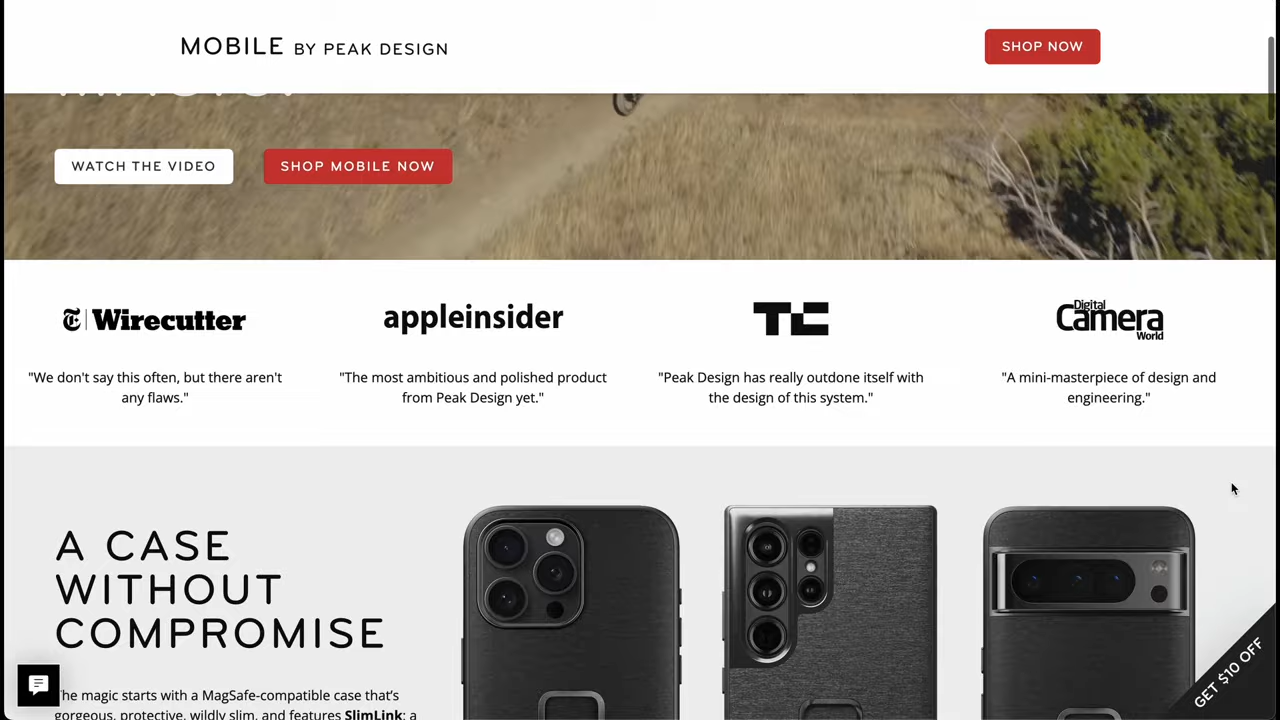 MOBILE BY PEAK DESIGN
SHOP NOW
WATCH THE VIDEO
SHOP MOBILE NOW
Wirecutter
"We don't say this often, but there aren't
any flaws."
appleinsider
"The most ambitious and polished product
from Peak Design yet."
TC
"Peak Design has really outdone itself with
the design of this system."
Digital
Camera
World
"A mini-masterpiece of design and
engineering."
A CASE
WITHOUT
COMPROMISE
The magic starts with a MagSafe-compatible case that's
gorgeous, protective, wildly slim, and features SlimLink: a
GET $10 OFF